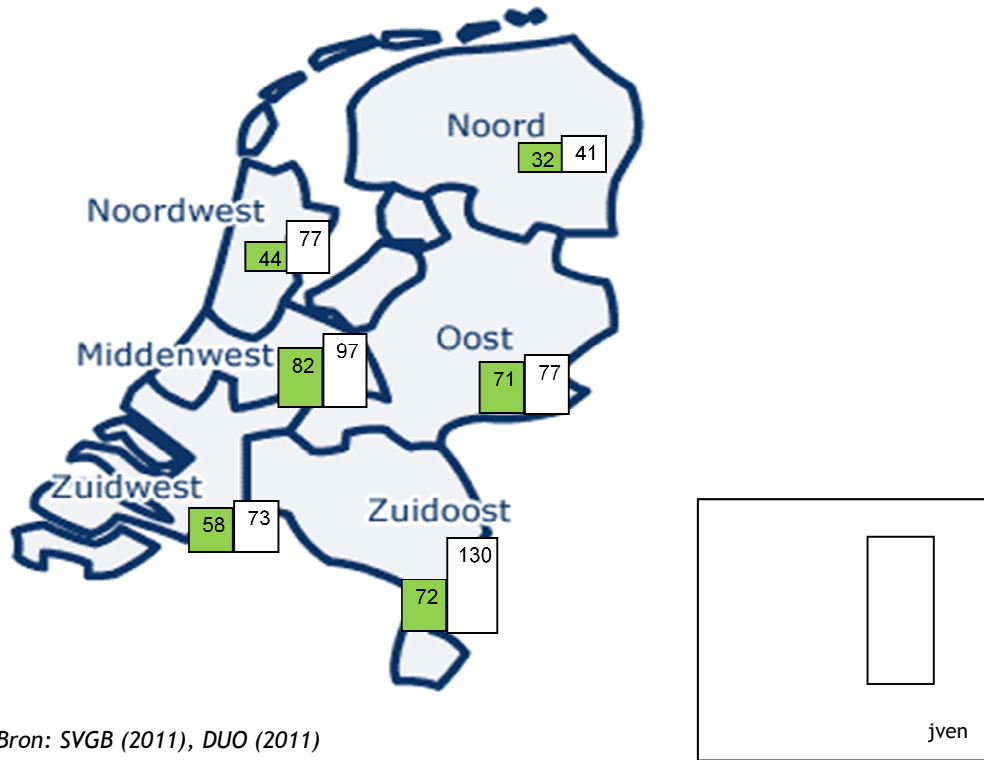 Noord
32 41
Noordwest
44 77
Middenwest
82 97
Oost
71 77
Zuidwest
58 73
Zuidoost
72 130
jven
Bron: SVGB (2011), DUO (2011)